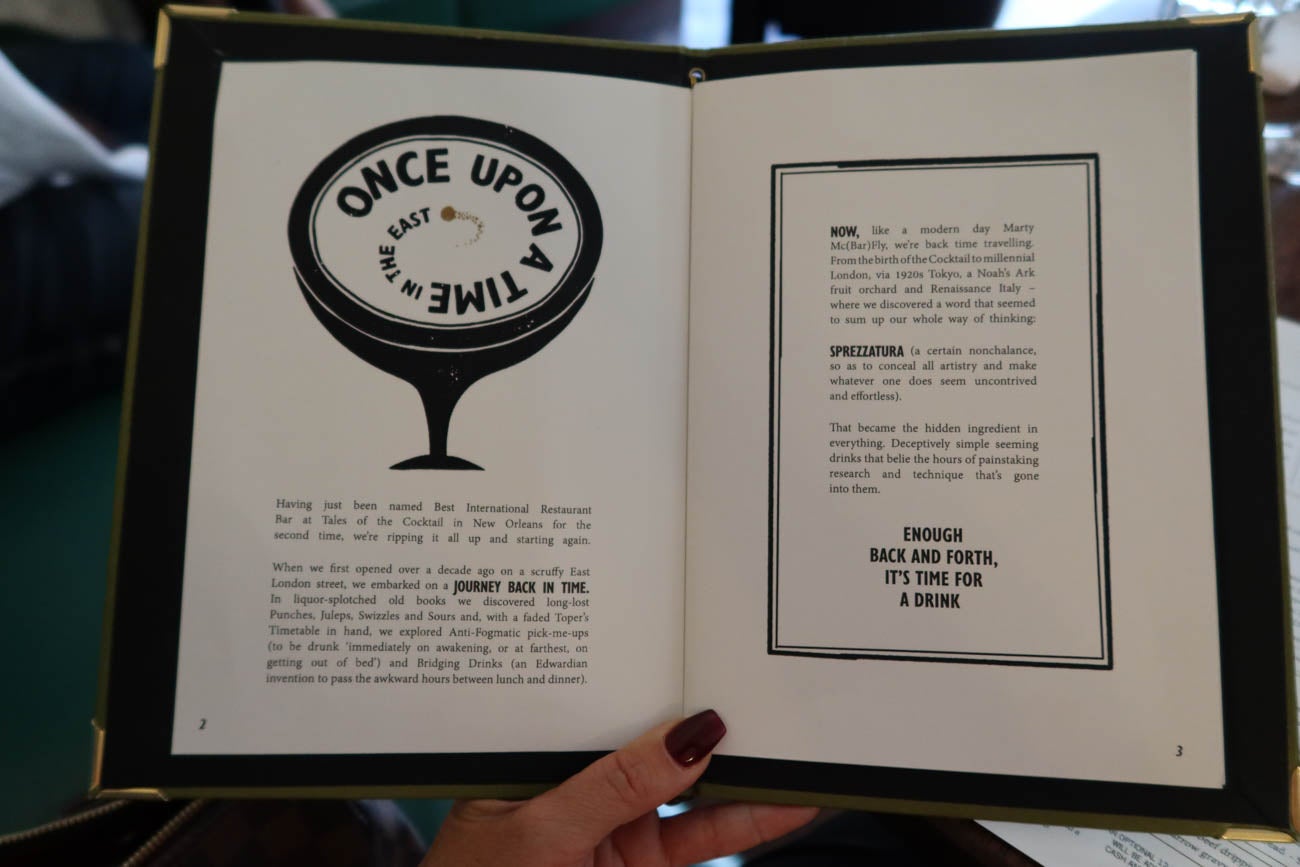 ONCE UPON A TIME IN THE EAST
Having just been named Best International Restaurant
Bar at Tales of the Cocktail in New Orleans for the
second time, we're ripping it all up and starting again.
When we first opened over a decade ago on a scruffy East
London street, we embarked on a JOURNEY BACK IN TIME.
In liquor-splotched old books we discovered long-lost
Punches, Juleps, Swizzles and Sours and, with a faded Toper's
Timetable in hand, we explored Anti-Fogmatic pick-me-ups
(to be drunk 'immediately on awakening, or at farthest, on
getting out of bed') and Bridging Drinks (an Edwardian
invention to pass the awkward hours between lunch and dinner).
2
NOW, like a modern day Marty
Mc(Bar)Fly, we're back time travelling.
From the birth of the Cocktail to millennial
London, via 1920s Tokyo, a Noah's Ark
fruit orchard and Renaissance Italy –
where we discovered a word that seemed
to sum up our whole way of thinking:
SPREZZATURA (a certain nonchalance,
so as to conceal all artistry and make
whatever one does seem uncontrived
and effortless).
That became the hidden ingredient in
everything. Deceptively simple seeming
drinks that belie the hours of painstaking
research and technique that's gone
into them.
ENOUGH
BACK AND FORTH,
IT'S TIME FOR
A DRINK
3
OPTIONAL
WILL BE
CASH